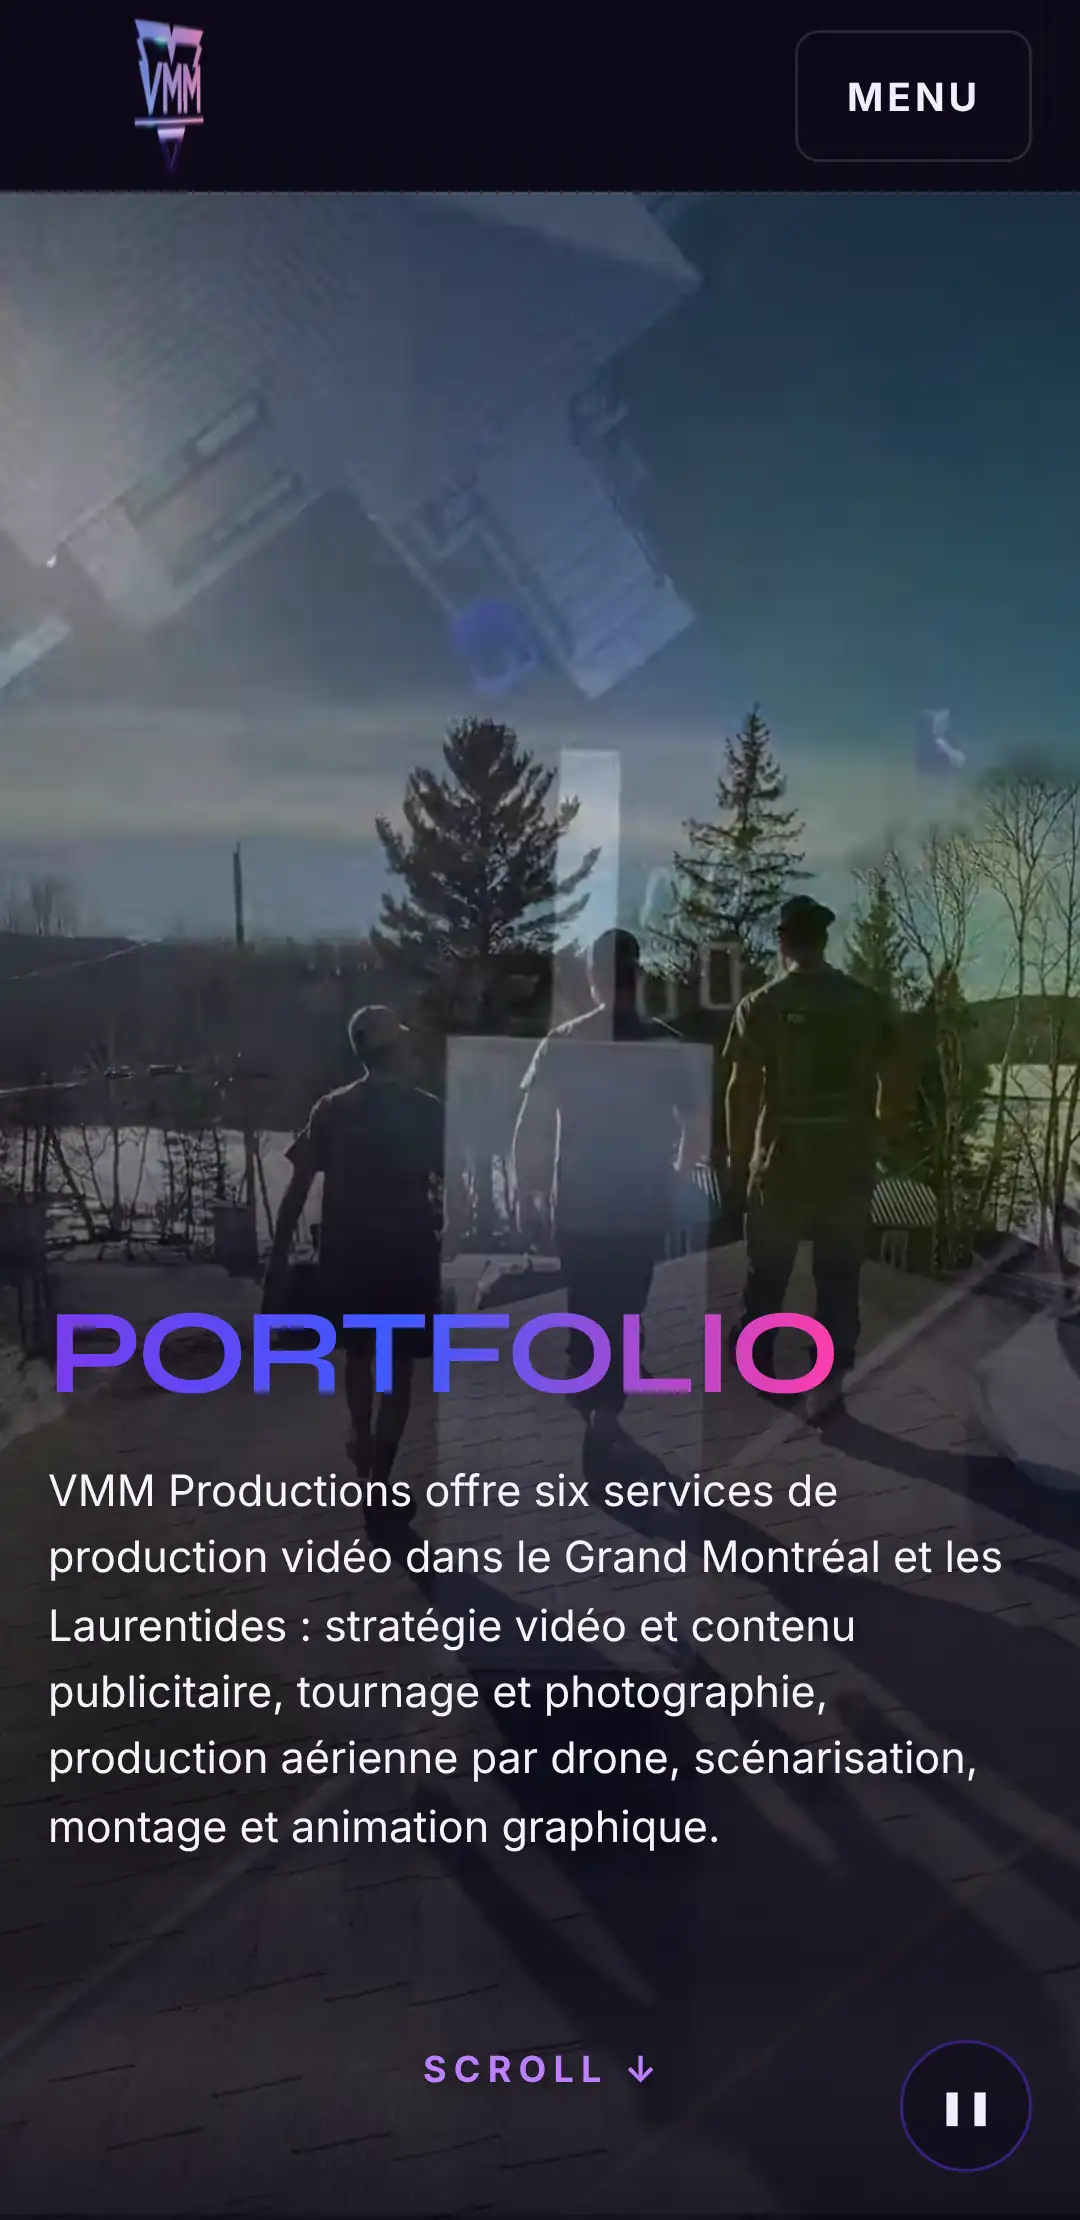 VMM
MENU
PORTFOLIO
VMM Productions offre six services de
production vidéo dans le Grand Montréal et les
Laurentides : stratégie vidéo et contenu
publicitaire, tournage et photographie,
production aérienne par drone, scénarisation,
montage et animation graphique.
SCROLL ↓